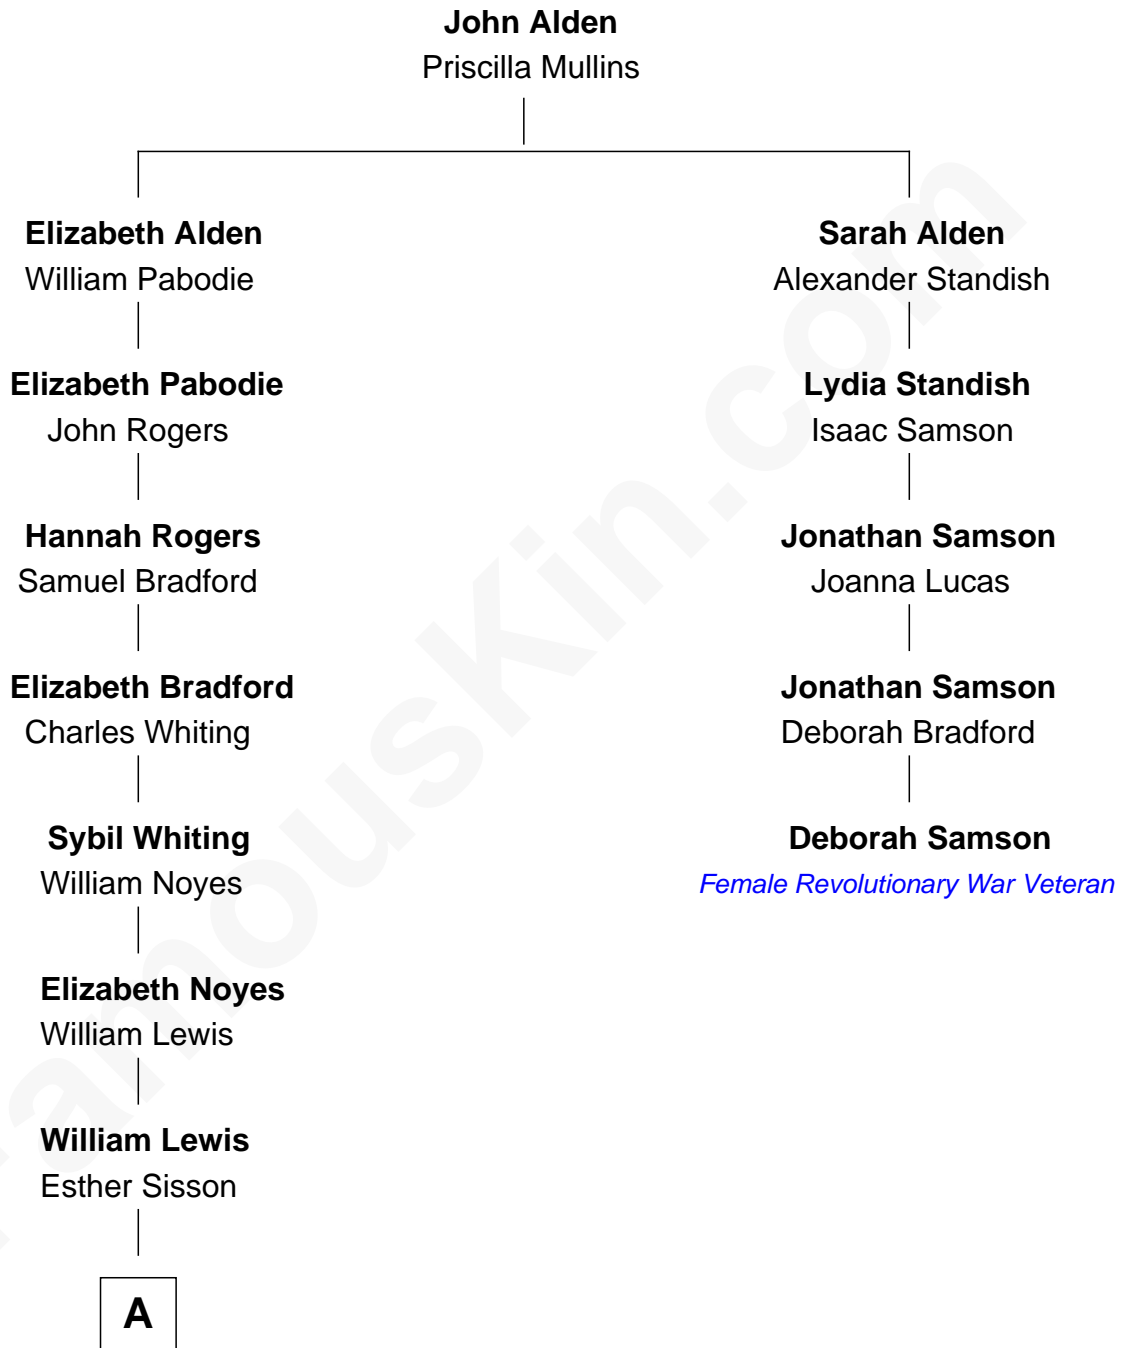 John Alden
Priscilla Mullins
Elizabeth Alden
William Pabodie
Elizabeth Pabodie
John Rogers
Hannah Rogers
Samuel Bradford
Elizabeth Bradford
Charles Whiting
Sybil Whiting
William Noyes
Elizabeth Noyes
William Lewis
William Lewis
Esther Sisson
A
Sarah Alden
Alexander Standish
Lydia Standish
Isaac Samson
Jonathan Samson
Joanna Lucas
Jonathan Samson
Deborah Bradford
Deborah Samson
Female Revolutionary War Veteran
FamousKin.com